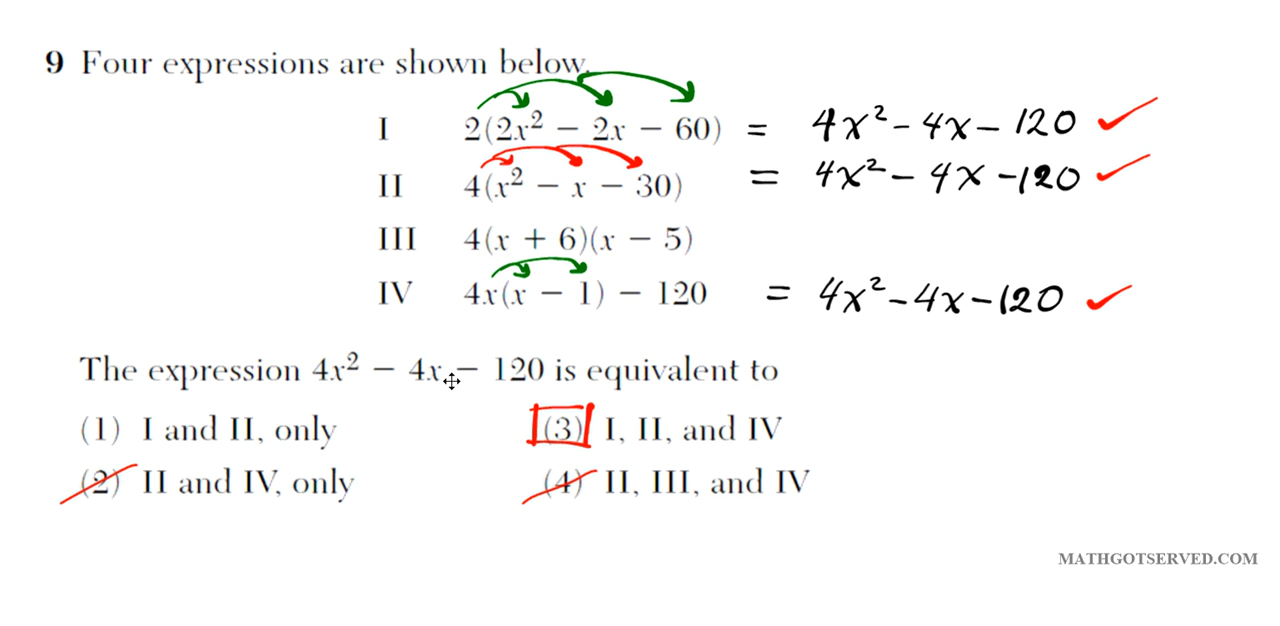 9 Four expressions are shown below.
I 2(2x² − 2x − 60) = 4x² − 4x − 120 ✓
II 4(x² − x − 30) = 4x² − 4x − 120 ✓
III 4(x + 6)(x − 5)
IV 4x(x − 1) − 120 = 4x² − 4x − 120 ✓
The expression 4x² − 4x − 120 is equivalent to
(1) I and II, only (3) I, II, and IV
(2) II and IV, only (4) II, III, and IV
MATHGOTSERVED.COM